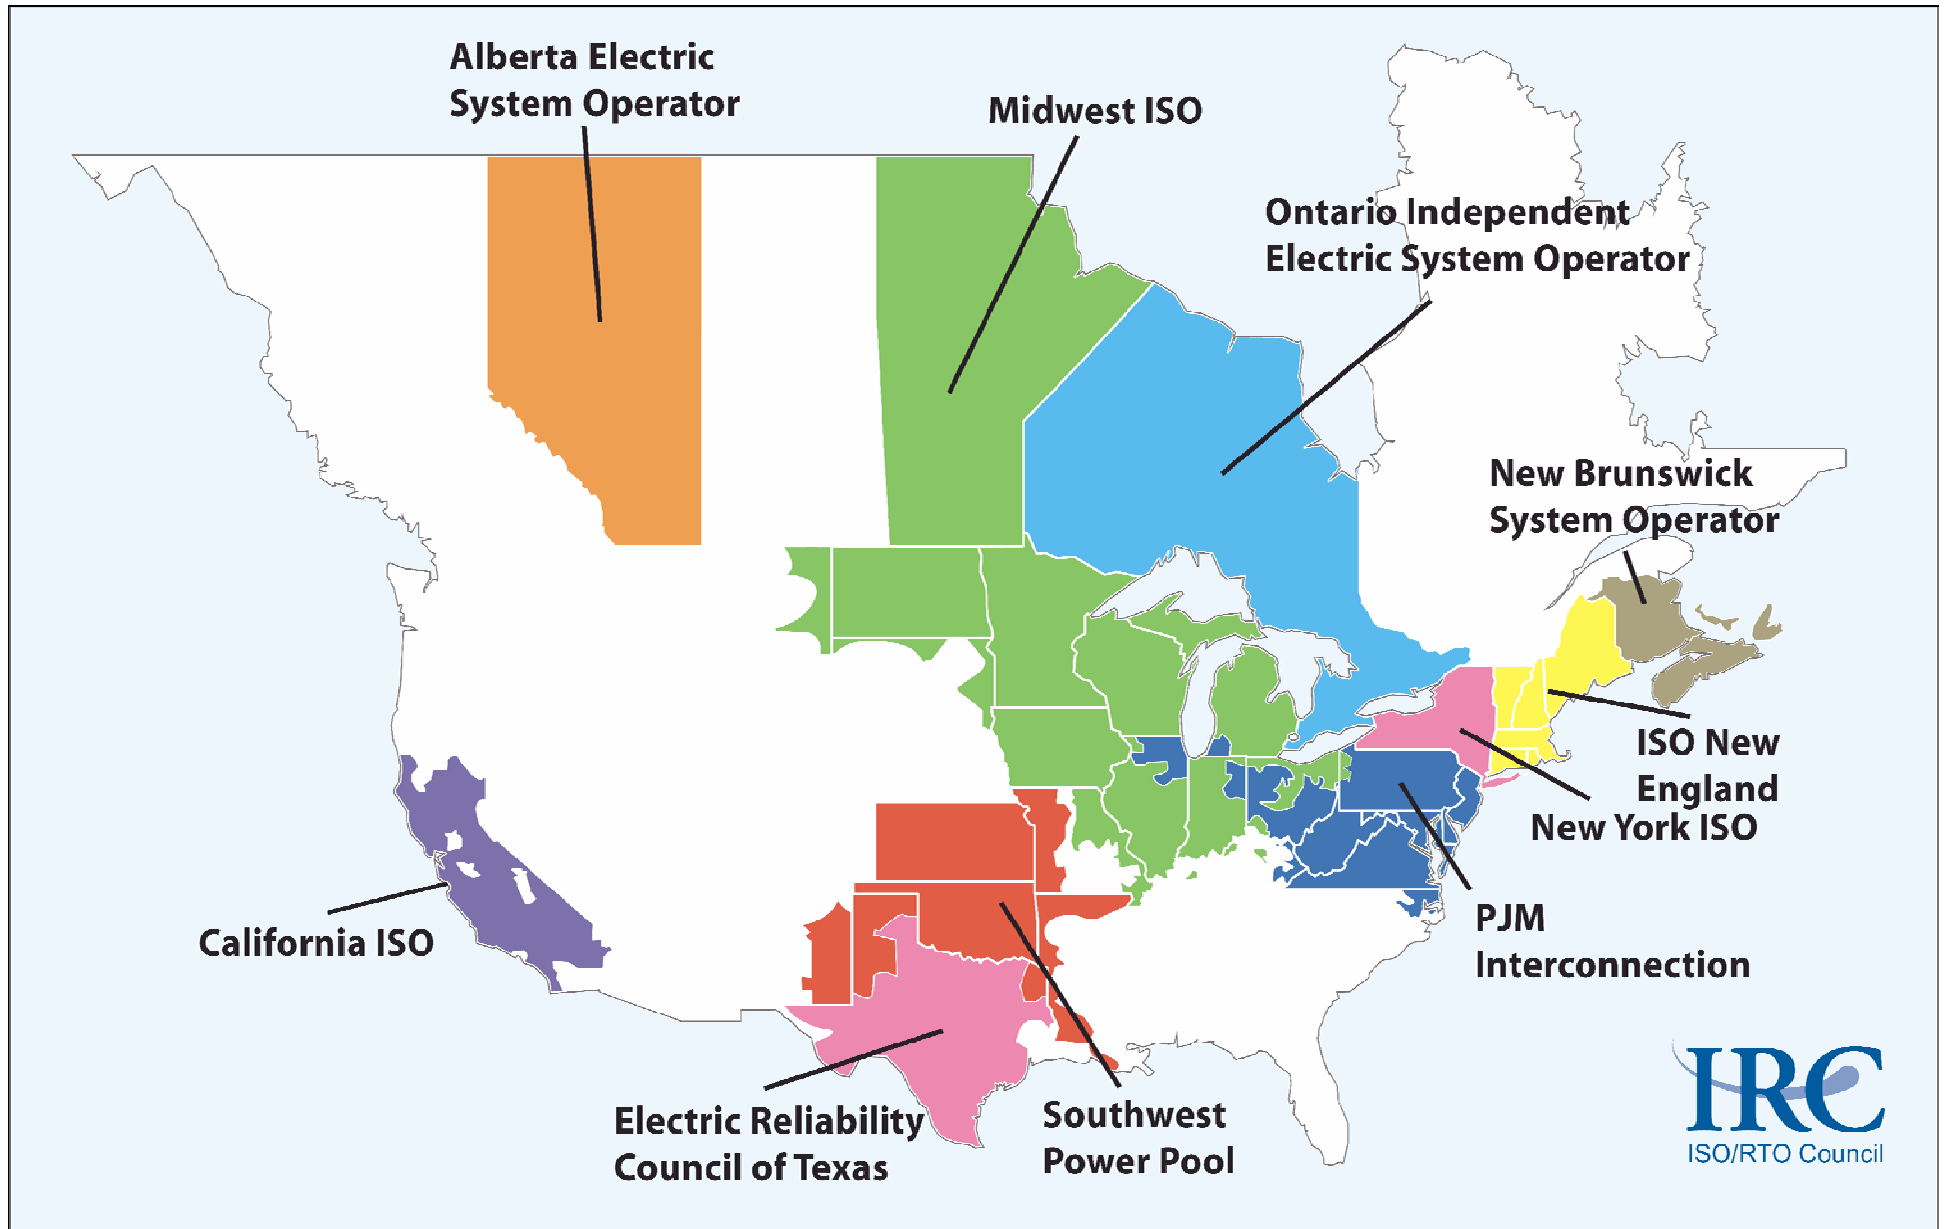 Alberta Electric
System Operator
Midwest ISO
Ontario Independent
Electric System Operator
New Brunswick
System Operator
ISO New
England
New York ISO
PJM
Interconnection
California ISO
Electric Reliability
Council of Texas
Southwest
Power Pool
IRC
ISO/RTO Council